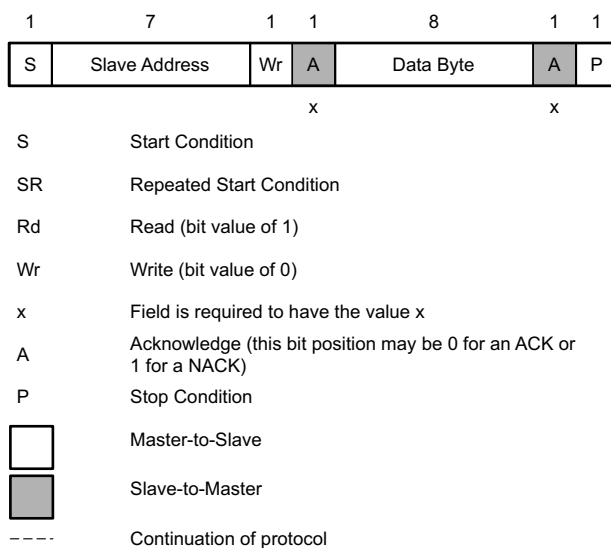 1 7 1 1 8 1 1
S Slave Address Wr A Data Byte A P
x x
S Start Condition
SR Repeated Start Condition
Rd Read (bit value of 1)
Wr Write (bit value of 0)
x Field is required to have the value x
A Acknowledge (this bit position may be 0 for an ACK or
1 for a NACK)
P Stop Condition
Master-to-Slave
Slave-to-Master
Continuation of protocol